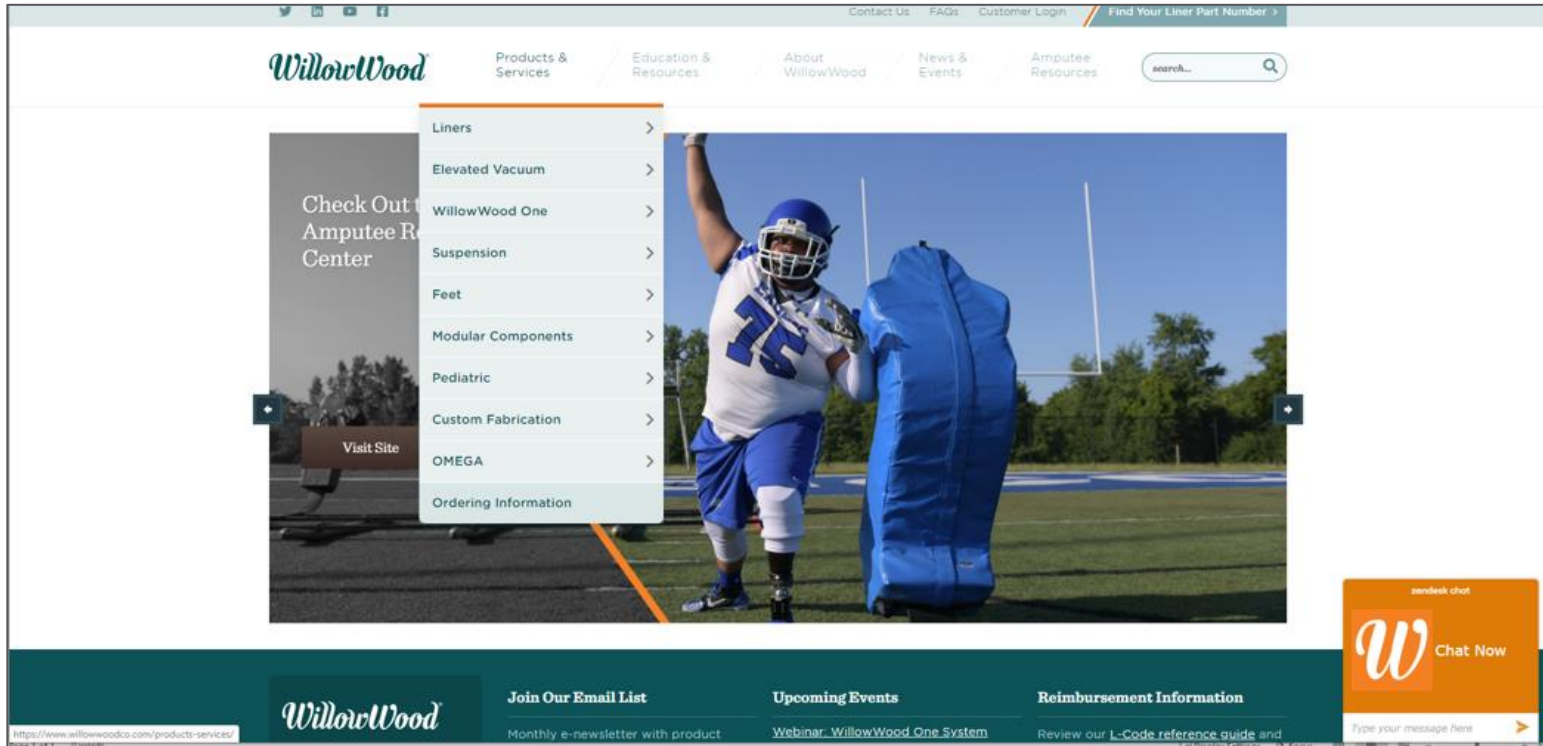 Contact Us FAQs Customer Login Find Your Liner Part Number >
WillowWood
Products &
Services
Education &
Resources
About
WillowWood
News &
Events
Amputee
Resources
search...
Liners
Elevated Vacuum
WillowWood One
Suspension
Feet
Modular Components
Pediatric
Custom Fabrication
OMEGA
Ordering Information
Check Out
Amputee
Center
Visit Site
75
zendesk chat
W
Chat Now
Type your message here
WillowWood
Join Our Email List
Monthly e-newsletter with product
Upcoming Events
Webinar: WillowWood One System
Reimbursement Information
Review our L-Code reference guide and
https://www.willowwoodco.com/products-services/